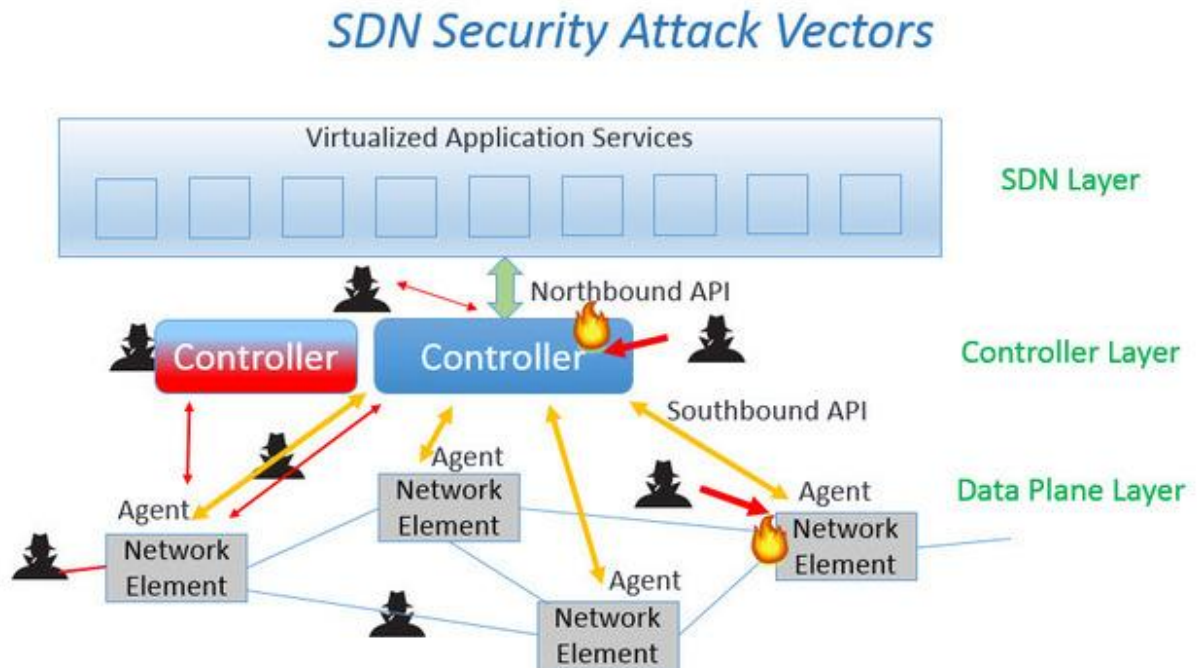 SDN Security Attack Vectors
Virtualized Application Services
SDN Layer
Northbound API
Controller
Controller
Controller Layer
Southbound API
Agent
Network
Element
Agent
Network
Element
Agent
Network
Element
Agent
Network
Element
Data Plane Layer